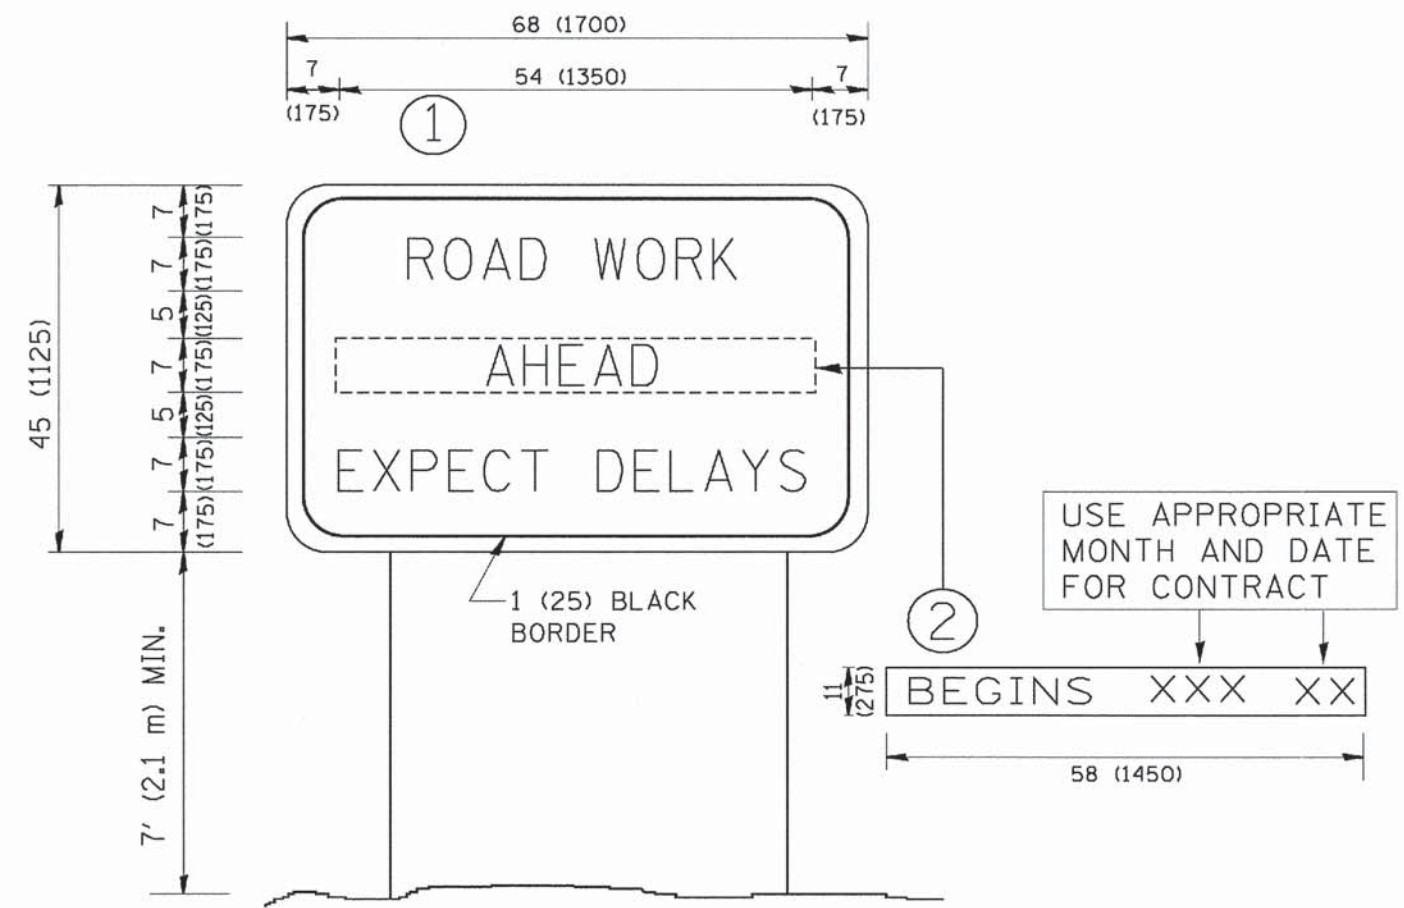 68 (1700)
7
54 (1350)
7
(175)
(175)
1
45 (1125)
7
(175)
7
(175)
5
(125)
7
(175)
5
(125)
7
(175)
7
(175)
ROAD WORK
AHEAD
EXPECT DELAYS
1 (25) BLACK
BORDER
7' (2.1 m) MIN.
USE APPROPRIATE
MONTH AND DATE
FOR CONTRACT
2
11
(275)
BEGINS XXX XX
58 (1450)